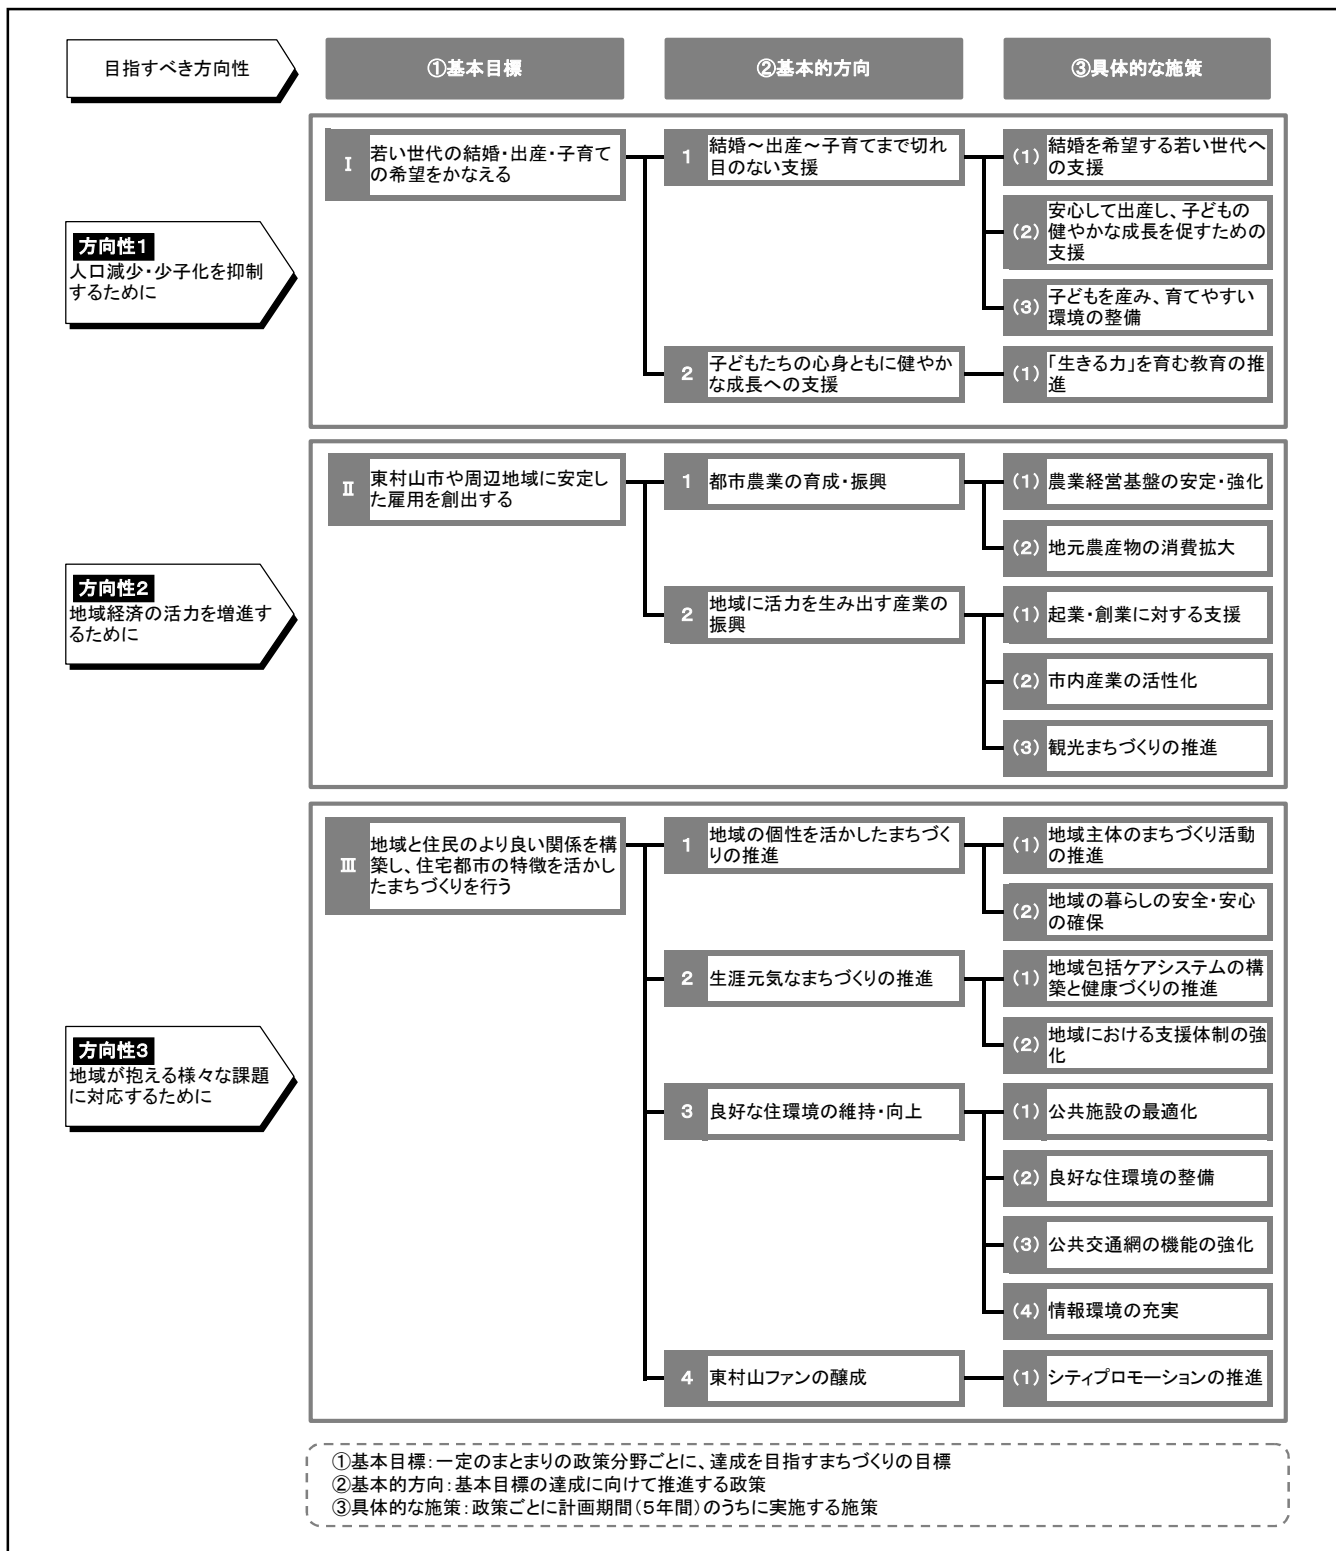 目指すべき方向性
①基本目標
②基本的方向
③具体的な施策
方向性1
人口減少・少子化を抑制
するために
Ⅰ
若い世代の結婚・出産・子育て
の希望をかなえる
1
結婚～出産～子育てまで切れ
目のない支援
(1)
結婚を希望する若い世代へ
の支援
(2)
安心して出産し、子どもの
健やかな成長を促すための
支援
(3)
子どもを産み、育てやすい
環境の整備
2
子どもたちの心身ともに健やか
な成長への支援
(1)
「生きる力」を育む教育の推
進
方向性2
地域経済の活力を増進す
るために
Ⅱ
東村山市や周辺地域に安定し
た雇用を創出する
1
都市農業の育成・振興
(1)
農業経営基盤の安定・強化
(2)
地元農産物の消費拡大
2
地域に活力を生み出す産業の
振興
(1)
起業・創業に対する支援
(2)
市内産業の活性化
(3)
観光まちづくりの推進
方向性3
地域が抱える様々な課題
に対応するために
Ⅲ
地域と住民のより良い関係を構
築し、住宅都市の特徴を活かし
たまちづくりを行う
1
地域の個性を活かしたまちづく
りの推進
(1)
地域主体のまちづくり活動
の推進
(2)
地域の暮らしの安全・安心
の確保
2
生涯元気なまちづくりの推進
(1)
地域包括ケアシステムの構
築と健康づくりの推進
(2)
地域における支援体制の強
化
3
良好な住環境の維持・向上
(1)
公共施設の最適化
(2)
良好な住環境の整備
(3)
公共交通網の機能の強化
(4)
情報環境の充実
4
東村山ファンの醸成
(1)
シティプロモーションの推進
①基本目標：一定のまとまりの政策分野ごとに、達成を目指すまちづくりの目標
②基本的方向：基本目標の達成に向けて推進する政策
③具体的な施策：政策ごとに計画期間（5年間）のうちに実施する施策